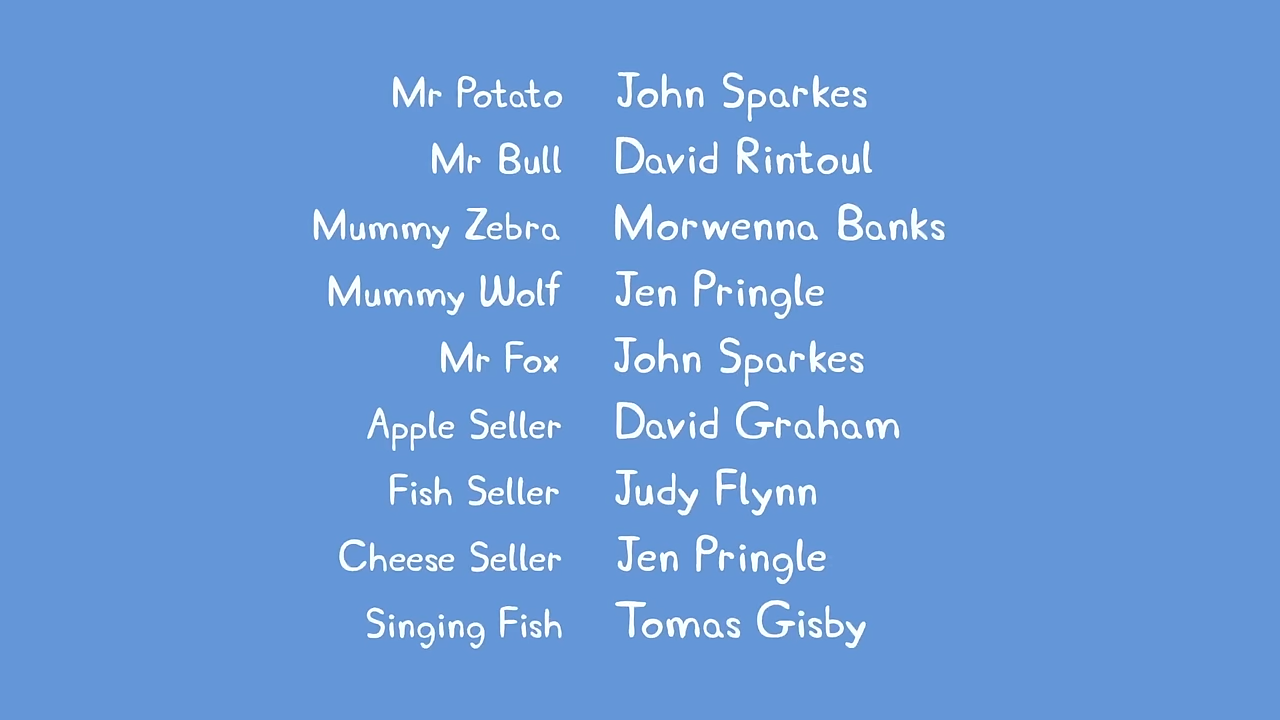 Mr Potato John Sparkes
Mr Bull David Rintoul
Mummy Zebra Morwenna Banks
Mummy Wolf Jen Pringle
Mr Fox John Sparkes
Apple Seller David Graham
Fish Seller Judy Flynn
Cheese Seller Jen Pringle
Singing Fish Tomas Gisby